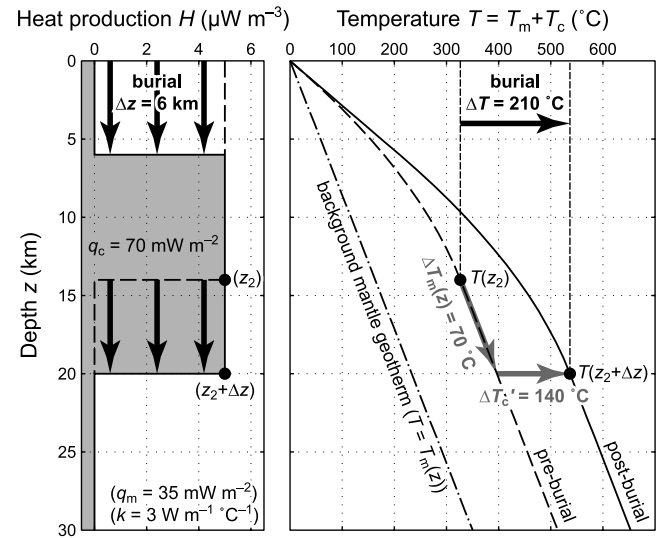 Heat production H (μW m⁻³)
0 2 4 6
Temperature T = Tₘ+T꜀ (˚C)
0 100 200 300 400 500 600
Depth z (km)
0
5
10
15
20
25
30
burial
Δz = 6 km
q꜀ = 70 mW m⁻²
(z₂)
(z₂+Δz)
(qₘ = 35 mW m⁻²)
(k = 3 W m⁻¹ ˚C⁻¹)
burial
ΔT = 210 ˚C
background mantle geotherm (T = Tₘ(z))
T(z₂)
ΔTₘ(z) = 70 ˚C
T(z₂+Δz)
ΔT꜀′ = 140 ˚C
pre-burial
post-burial